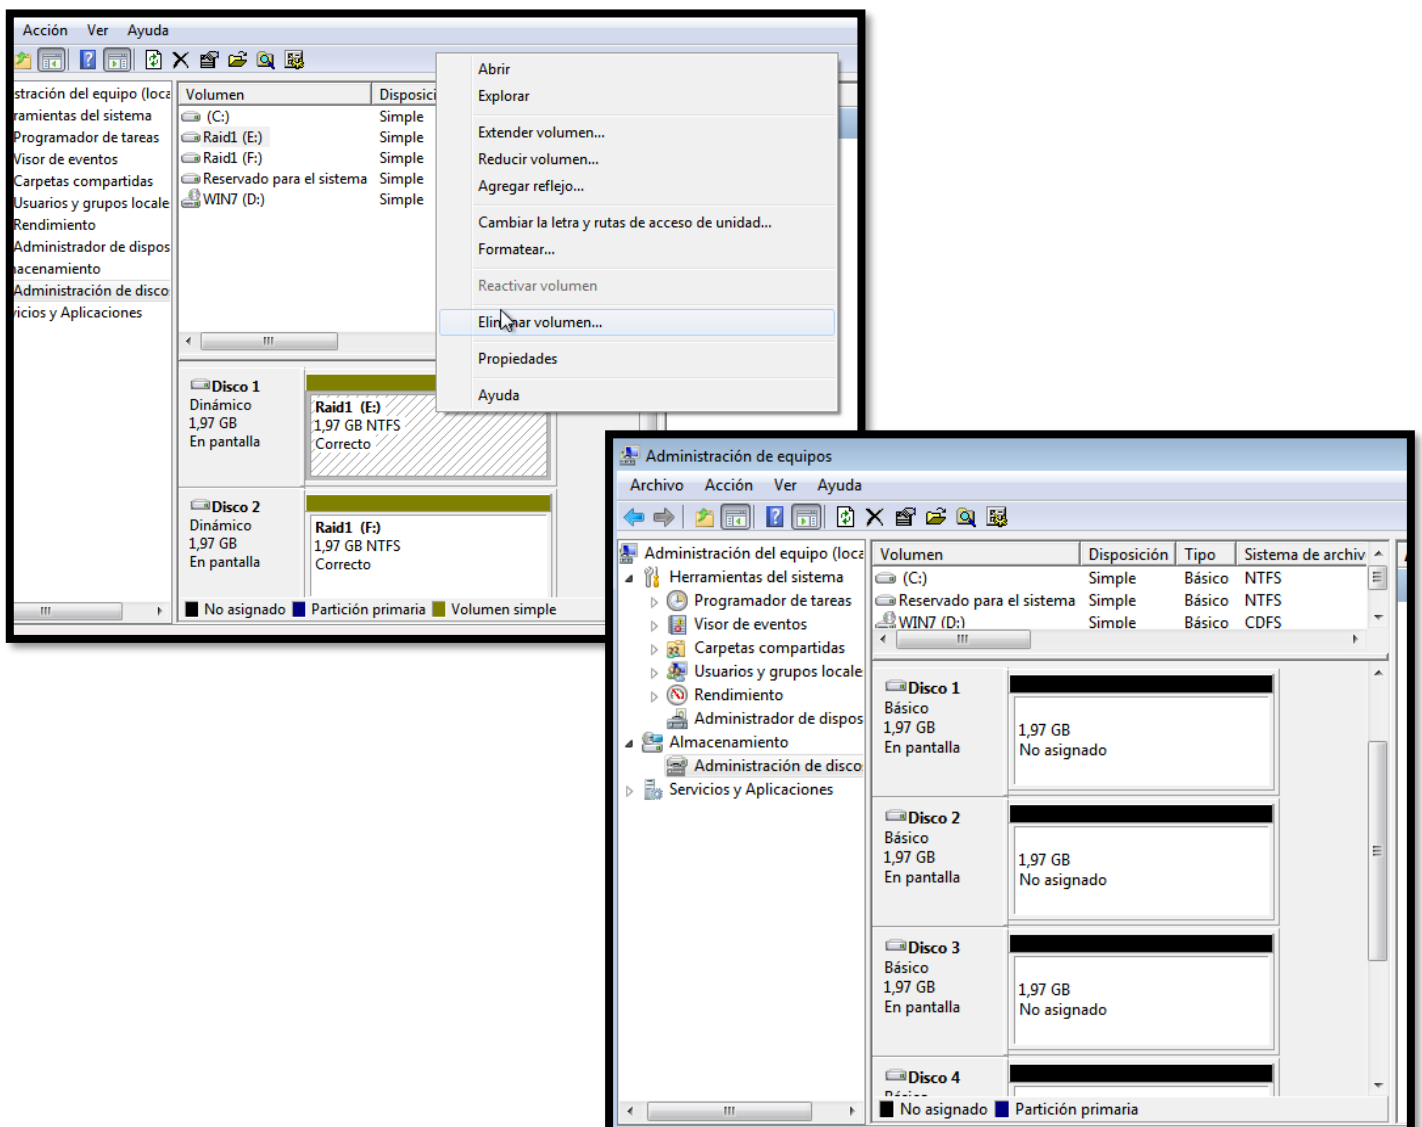 Acción Ver Ayuda
stración del equipo (loca
ramientas del sistema
Programador de tareas
Visor de eventos
Carpetas compartidas
Usuarios y grupos locale
Rendimiento
Administrador de dispos
acenamiento
Administración de disco
vicios y Aplicaciones
Volumen Disposici
(C:) Simple
Raid1 (E:) Simple
Raid1 (F:) Simple
Reservado para el sistema Simple
WIN7 (D:) Simple
Abrir
Explorar
Extender volumen...
Reducir volumen...
Agregar reflejo...
Cambiar la letra y rutas de acceso de unidad...
Formatear...
Reactivar volumen
Eliminar volumen...
Propiedades
Ayuda
Disco 1
Dinámico
1,97 GB
En pantalla
Raid1 (E:)
1,97 GB NTFS
Correcto
Disco 2
Dinámico
1,97 GB
En pantalla
Raid1 (F:)
1,97 GB NTFS
Correcto
No asignado Partición primaria Volumen simple
Administración de equipos
Archivo Acción Ver Ayuda
Administración del equipo (loca
Herramientas del sistema
Programador de tareas
Visor de eventos
Carpetas compartidas
Usuarios y grupos locale
Rendimiento
Administrador de dispos
Almacenamiento
Administración de disco
Servicios y Aplicaciones
Volumen Disposición Tipo Sistema de archiv
(C:) Simple Básico NTFS
Reservado para el sistema Simple Básico NTFS
WIN7 (D:) Simple Básico CDFS
Disco 1
Básico
1,97 GB
En pantalla
1,97 GB
No asignado
Disco 2
Básico
1,97 GB
En pantalla
1,97 GB
No asignado
Disco 3
Básico
1,97 GB
En pantalla
1,97 GB
No asignado
Disco 4
Básico
No asignado Partición primaria